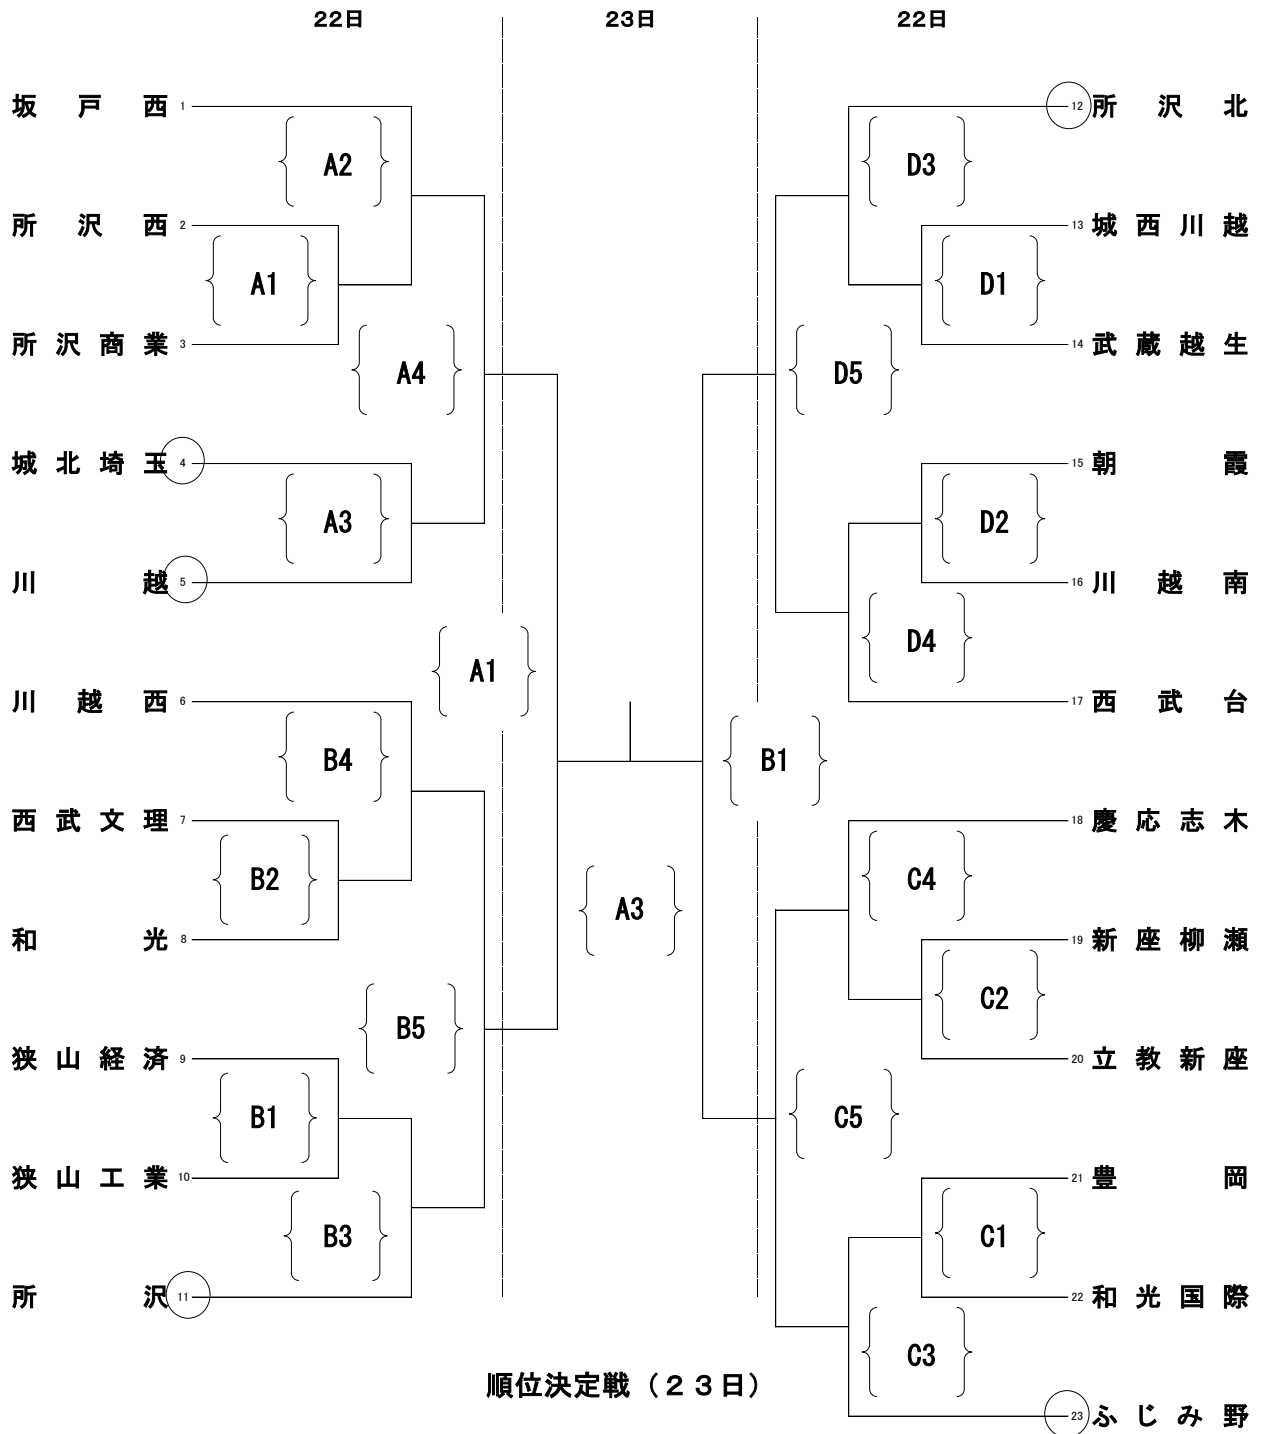 22日 23日 22日
坂戸西 1 12 所沢北
A2 D3
所沢西 2 13 城西川越
A1 D1
所沢商業 3 14 武蔵越生
A4 D5
城北埼玉 4 15 朝霞
A3 D2
川越 5 16 川越南
D4
A1
川越西 6 17 西武台
B4 B1
西武文理 7 18 慶応志木
B2 C4
A3
和光 8 19 新座柳瀬
C2
B5
狭山経済 9 20 立教新座
B1 C5
狭山工業 10 21 豊岡
B3 C1
所沢 11 22 和光国際
C3
順位決定戦（２３日）
23 ふじみ野